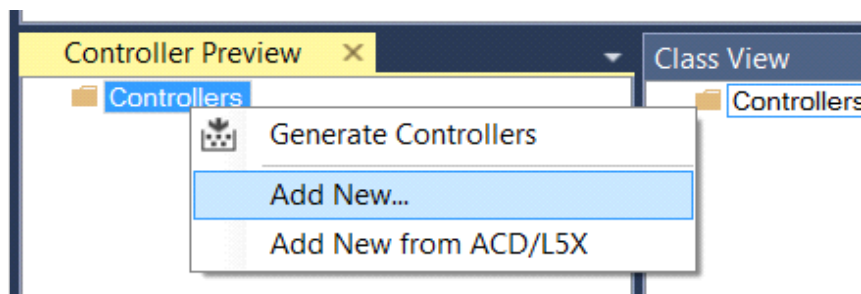 Controller Preview
Class View
Controllers
Controllers
Generate Controllers
Add New...
Add New from ACD/L5X